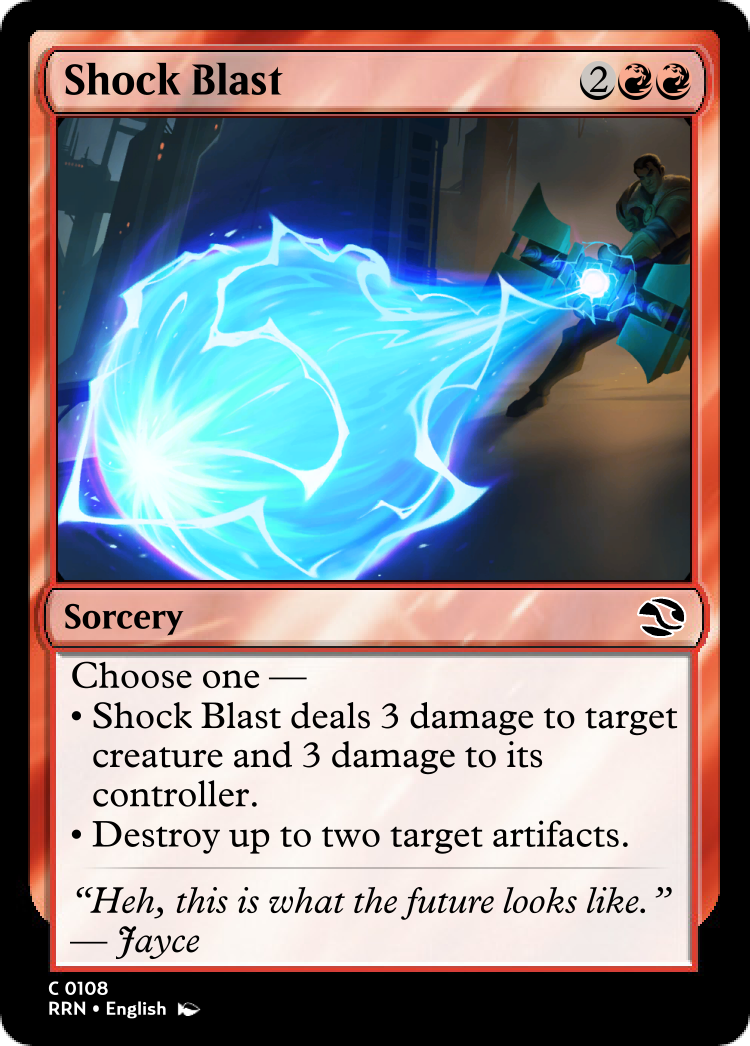 Shock Blast
2
Sorcery
Choose one —
• Shock Blast deals 3 damage to target
creature and 3 damage to its
controller.
• Destroy up to two target artifacts.
“Heh, this is what the future looks like.”
— Jayce
C 0108
RRN • English